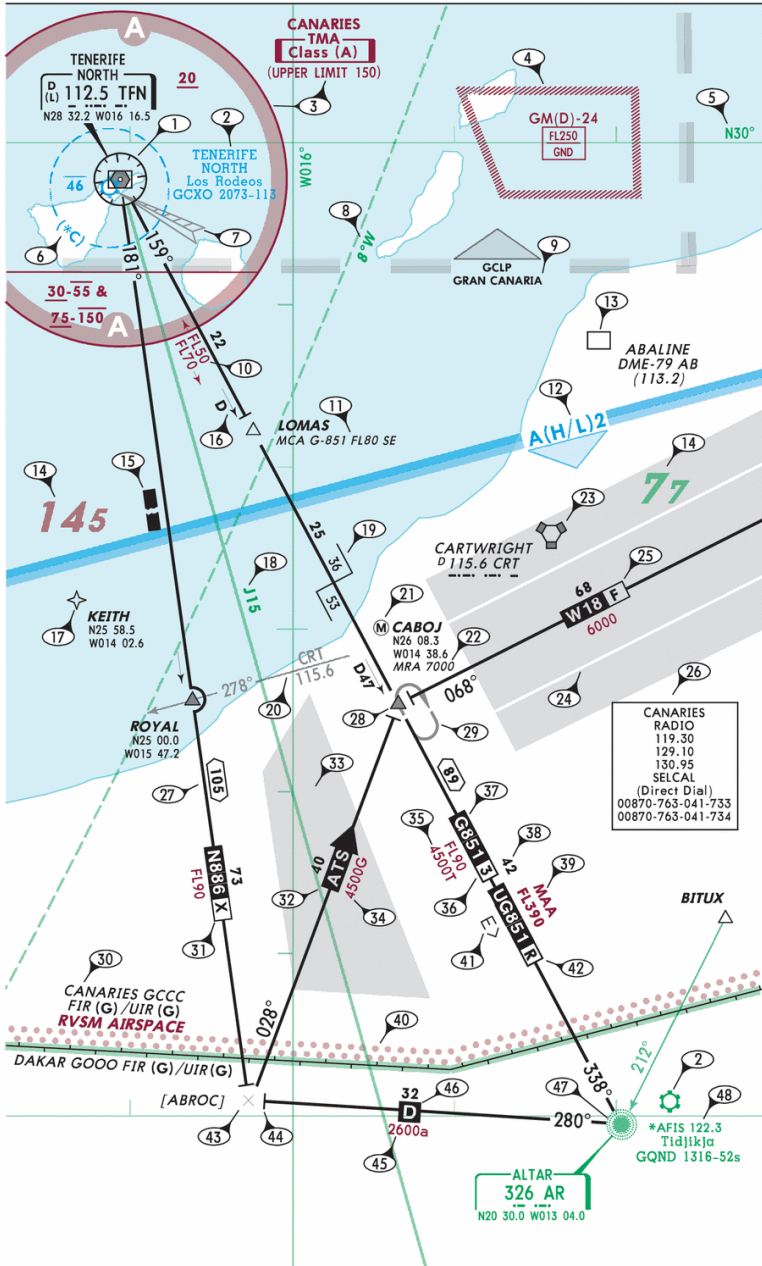 A
CANARIES
TMA
Class (A)
(UPPER LIMIT 150)
3
TENERIFE
NORTH
D
(L) 112.5 TFN
N28 32.2 W016 16.5
20
1
2
TENERIFE
NORTH
Los Rodeos
GCXO 2073-113
46
(*C)
6
7
181°
159°
30-55 &
75-150
A
W016°
4
GM(D)-24
FL250
GND
5
N30°
8
8°W
9
GCLP
GRAN CANARIA
22
FL50
FL70
10
D
16
11
LOMAS
MCA G-851 FL80 SE
13
ABALINE
DME-79 AB
(113.2)
12
A(H/L)2
14
145
15
14
77
25
19
36
53
23
CARTWRIGHT
D 115.6 CRT
25
68
W18 F
6000
18
J15
17
KEITH
N25 58.5
W014 02.6
21
M CABOJ
N26 08.3
W014 38.6
MRA 7000
22
24
068°
D47
278°
CRT
115.6
20
28
29
26
CANARIES
RADIO
119.30
129.10
130.95
SELCAL
(Direct Dial)
00870-763-041-733
00870-763-041-734
ROYAL
N25 00.0
W015 47.2
27
105
33
89
37
35
FL90
4500T
G851 3
38
42
39
MAA
FL390
UG851 R
36
41
E
42
73
N886 X
FL90
31
40
ATS
4500G
32
34
BITUX
212°
30
CANARIES GCCC
FIR (G)/UIR (G)
RVSM AIRSPACE
028°
40
DAKAR GOOO FIR (G)/UIR(G)
338°
[ABROC]
43
44
32
D
2600a
46
45
280°
47
2
48
*AFIS 122.3
Tidjikja
GQND 1316-52s
ALTAR
326 AR
N20 30.0 W013 04.0